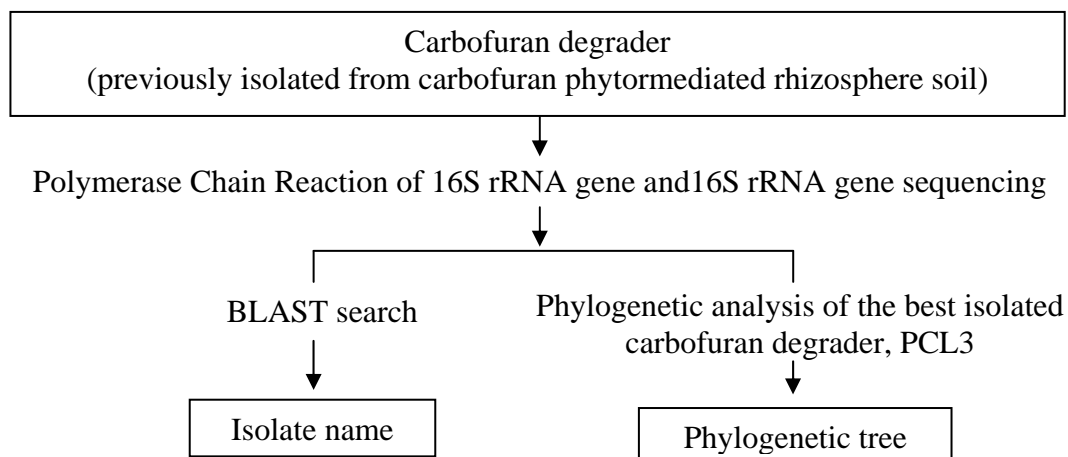 Carbofuran degrader
(previously isolated from carbofuran phytormediated rhizosphere soil)
Polymerase Chain Reaction of 16S rRNA gene and16S rRNA gene sequencing
BLAST search
Phylogenetic analysis of the best isolated
carbofuran degrader, PCL3
Isolate name
Phylogenetic tree